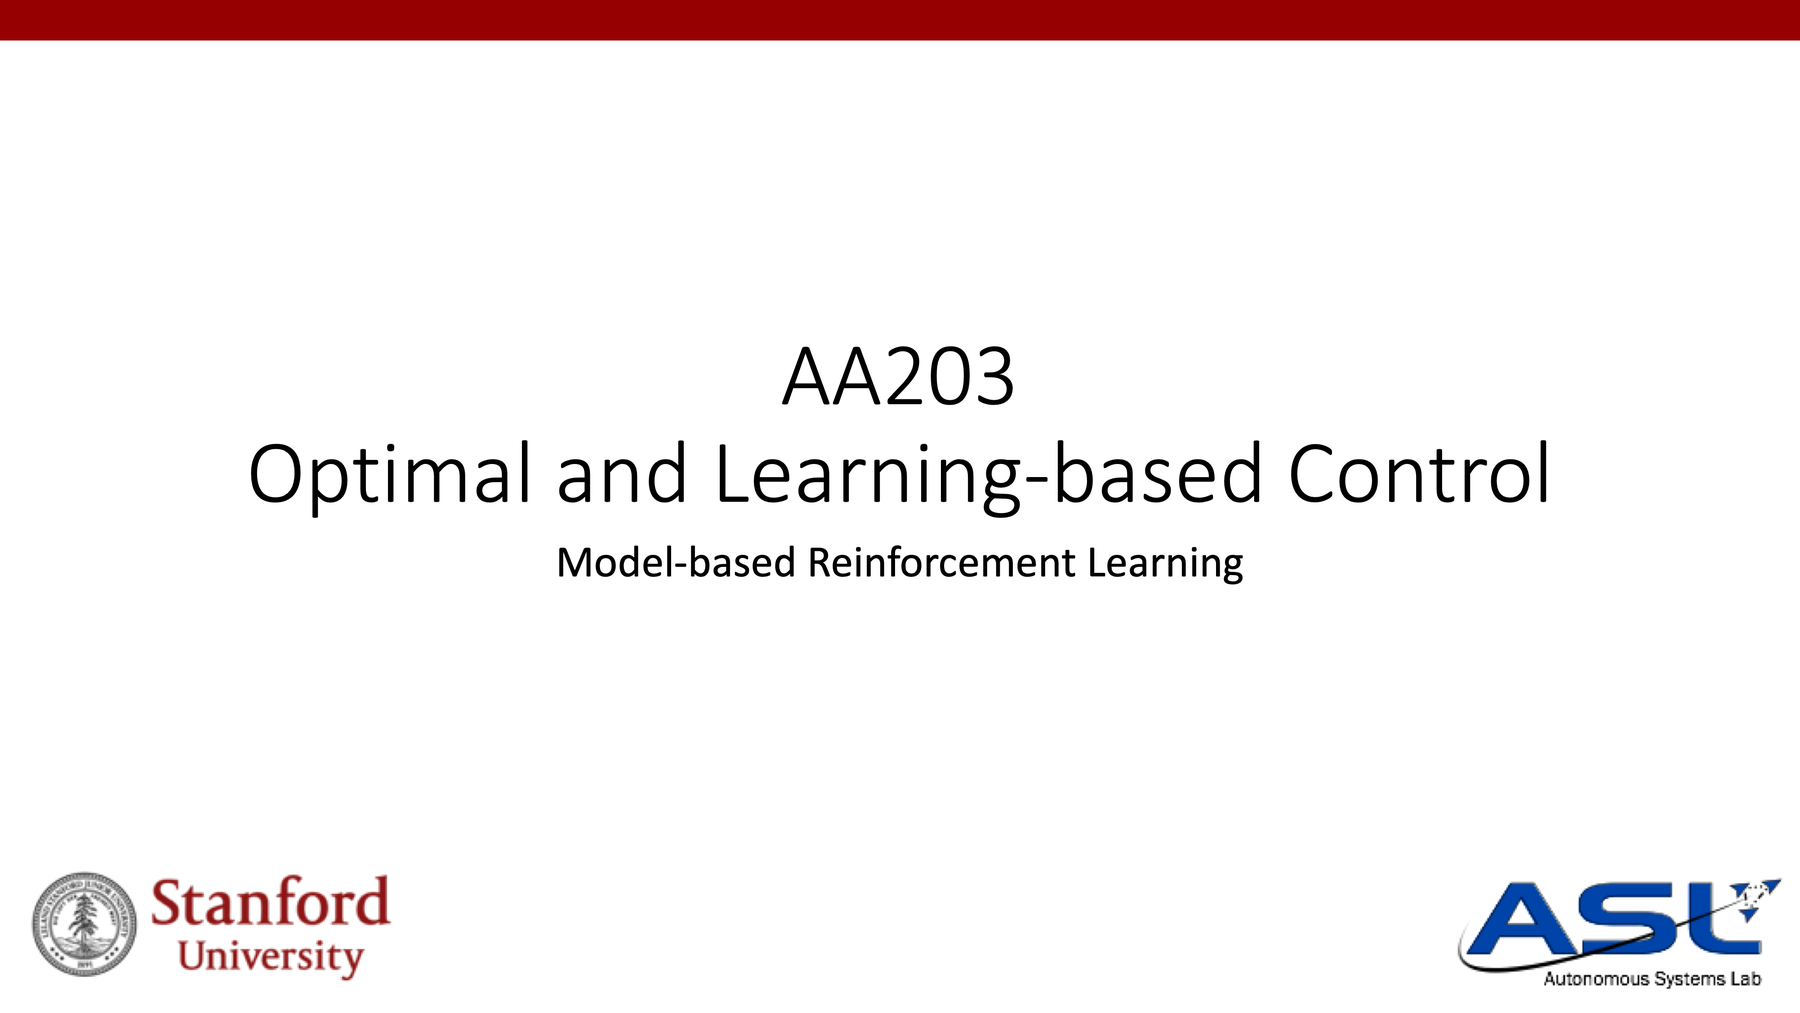 AA203
Optimal and Learning-based Control
Model-based Reinforcement Learning
Stanford
University
ASL
Autonomous Systems Lab